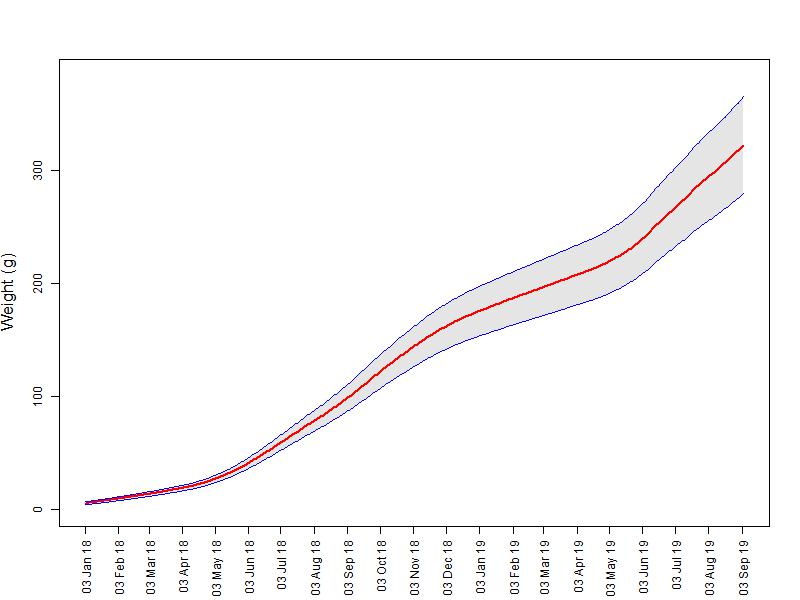 Weight (g)
300
200
100
0
03 Jan 18
03 Feb 18
03 Mar 18
03 Apr 18
03 May 18
03 Jun 18
03 Jul 18
03 Aug 18
03 Sep 18
03 Oct 18
03 Nov 18
03 Dec 18
03 Jan 19
03 Feb 19
03 Mar 19
03 Apr 19
03 May 19
03 Jun 19
03 Jul 19
03 Aug 19
03 Sep 19